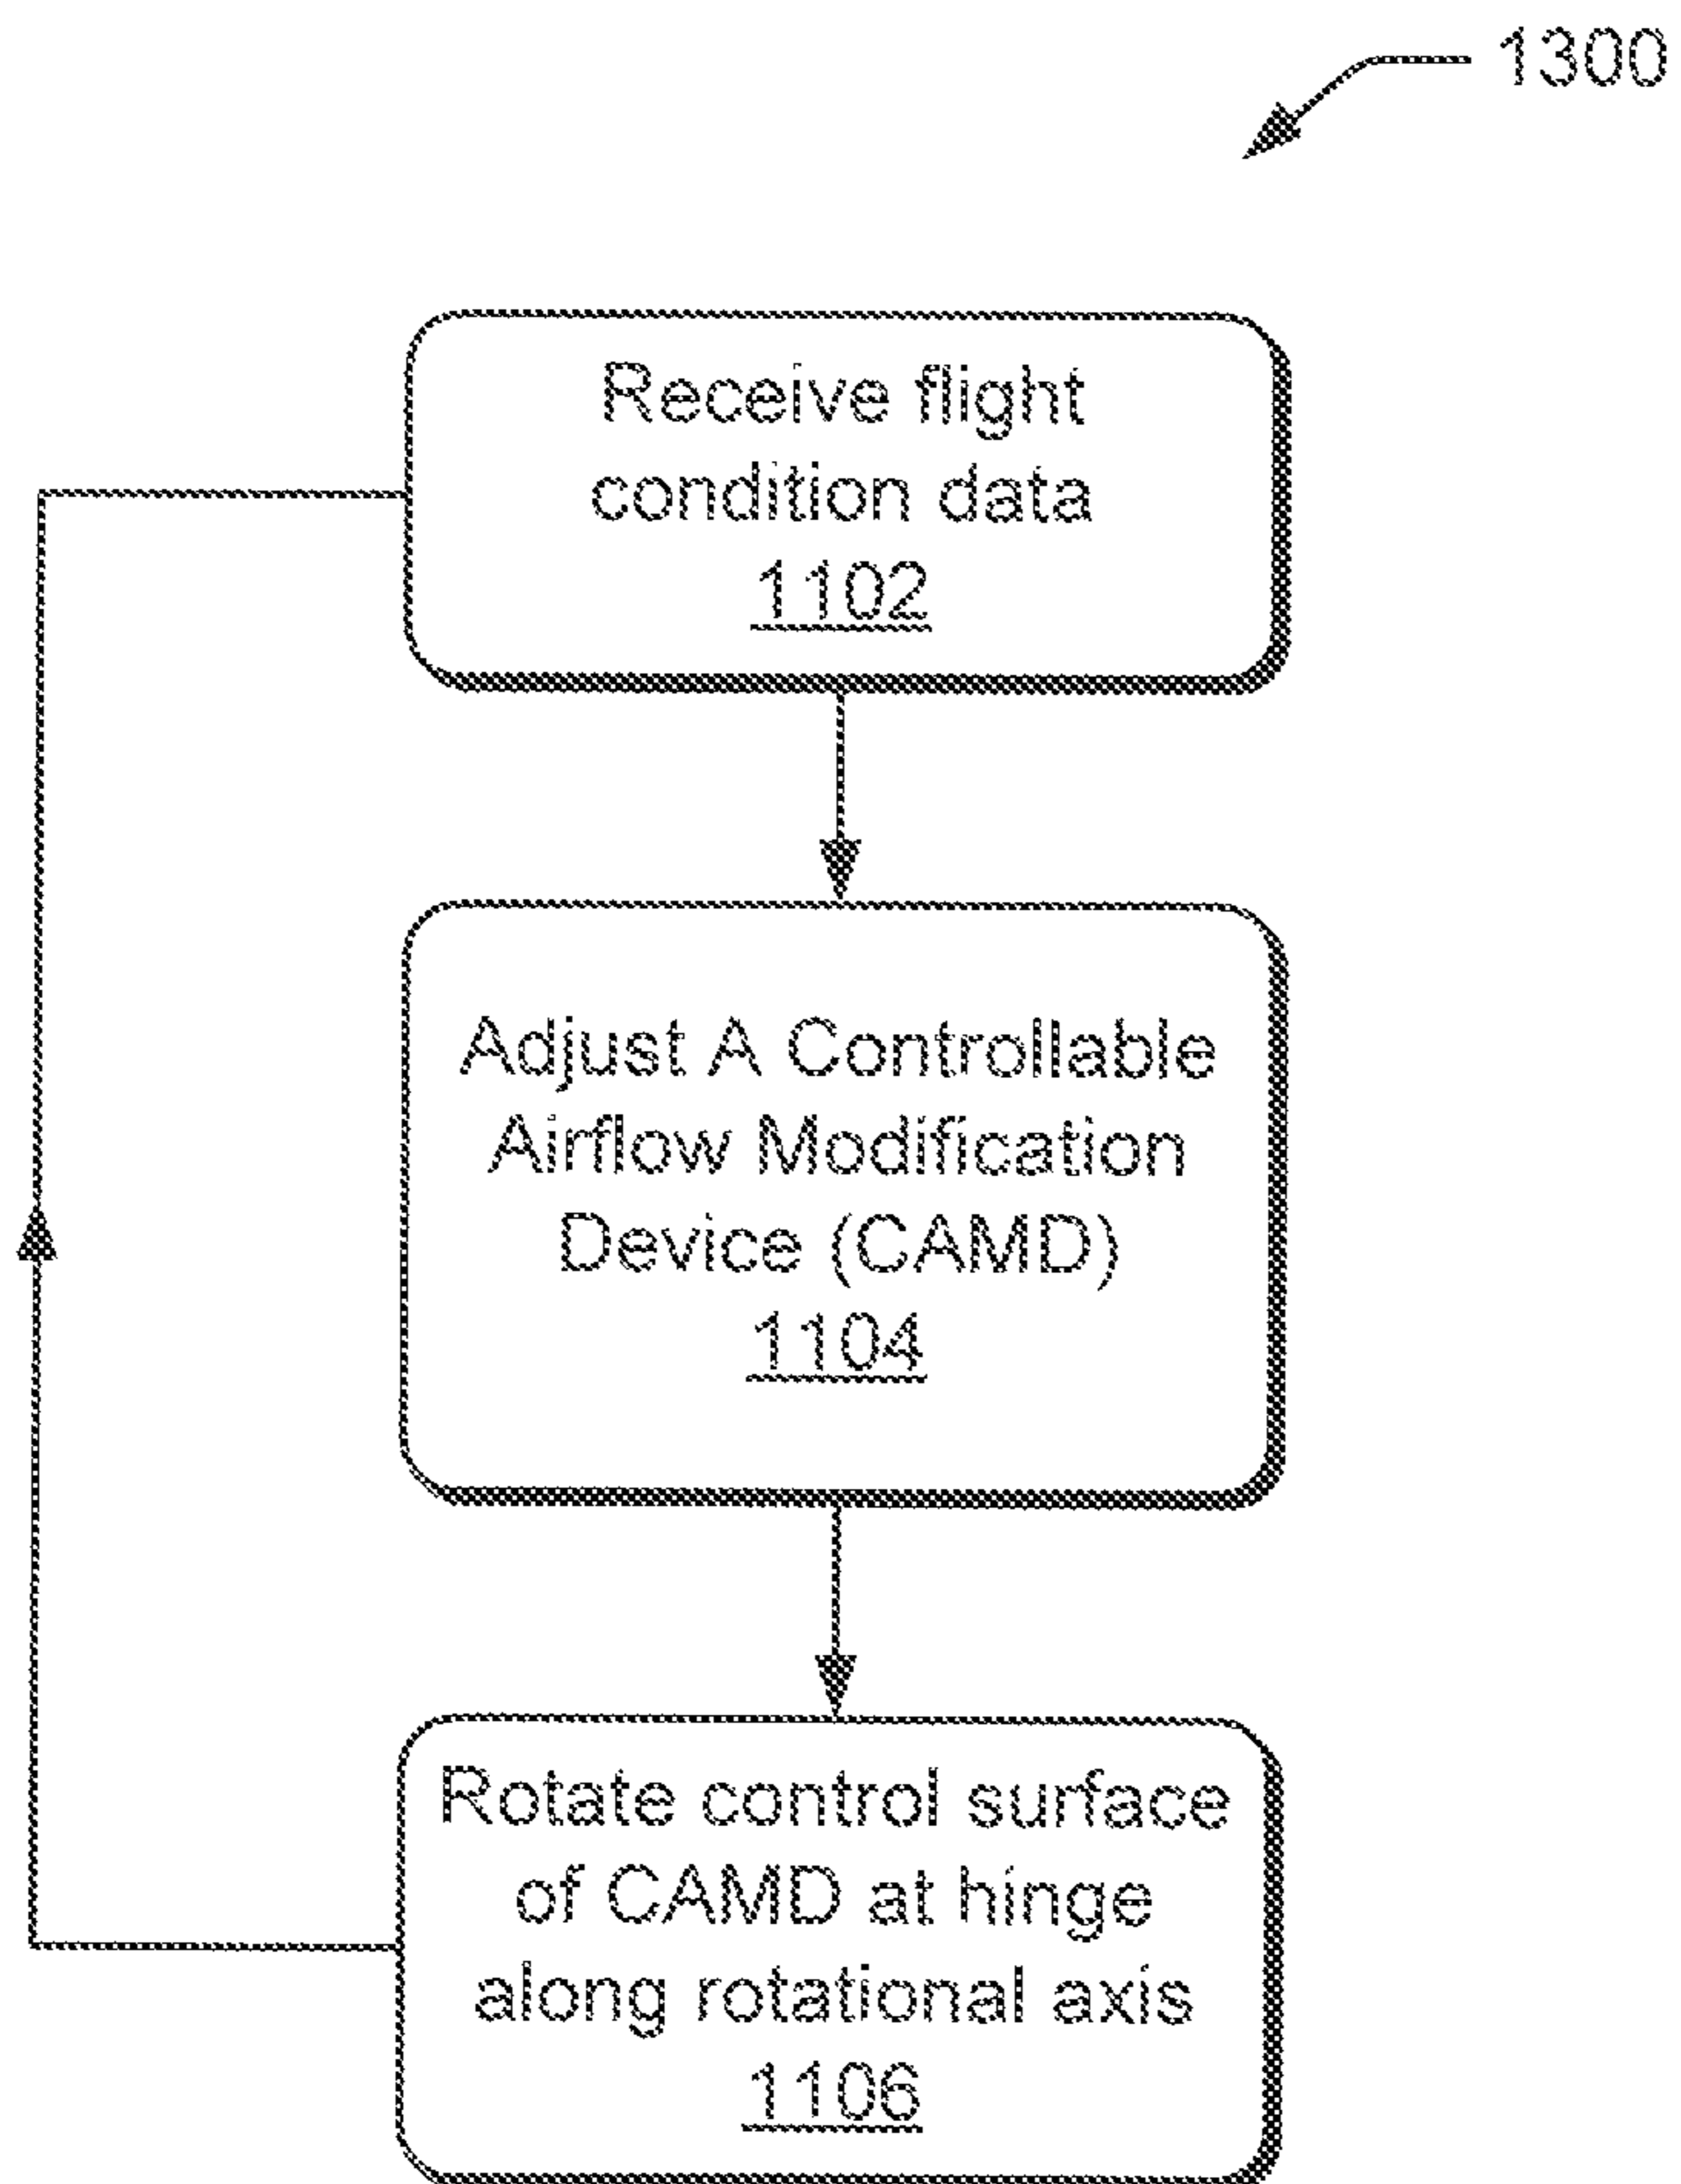 1300
Receive flight
condition data
1102
Adjust A Controllable
Airflow Modification
Device (CAMD)
1104
Rotate control surface
of CAMD at hinge
along rotational axis
1106